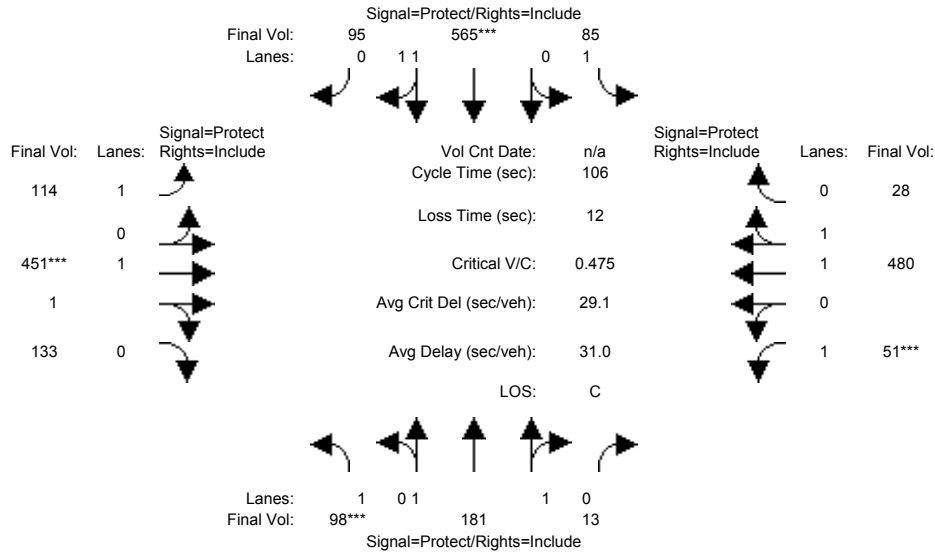 Signal=Protect/Rights=Include
Final Vol: 95 565*** 85
Lanes: 0 1 1 0 1
Signal=Protect
Final Vol: Lanes: Rights=Include
Vol Cnt Date: n/a
Signal=Protect
Rights=Include Lanes: Final Vol:
Cycle Time (sec): 106
114 1
0 28
Loss Time (sec): 12
0
1
451*** 1
Critical V/C: 0.475
1 480
1
Avg Crit Del (sec/veh): 29.1
0
133 0
Avg Delay (sec/veh): 31.0
1 51***
LOS: C
Lanes: 1 0 1 1 0
Final Vol: 98*** 181 13
Signal=Protect/Rights=Include